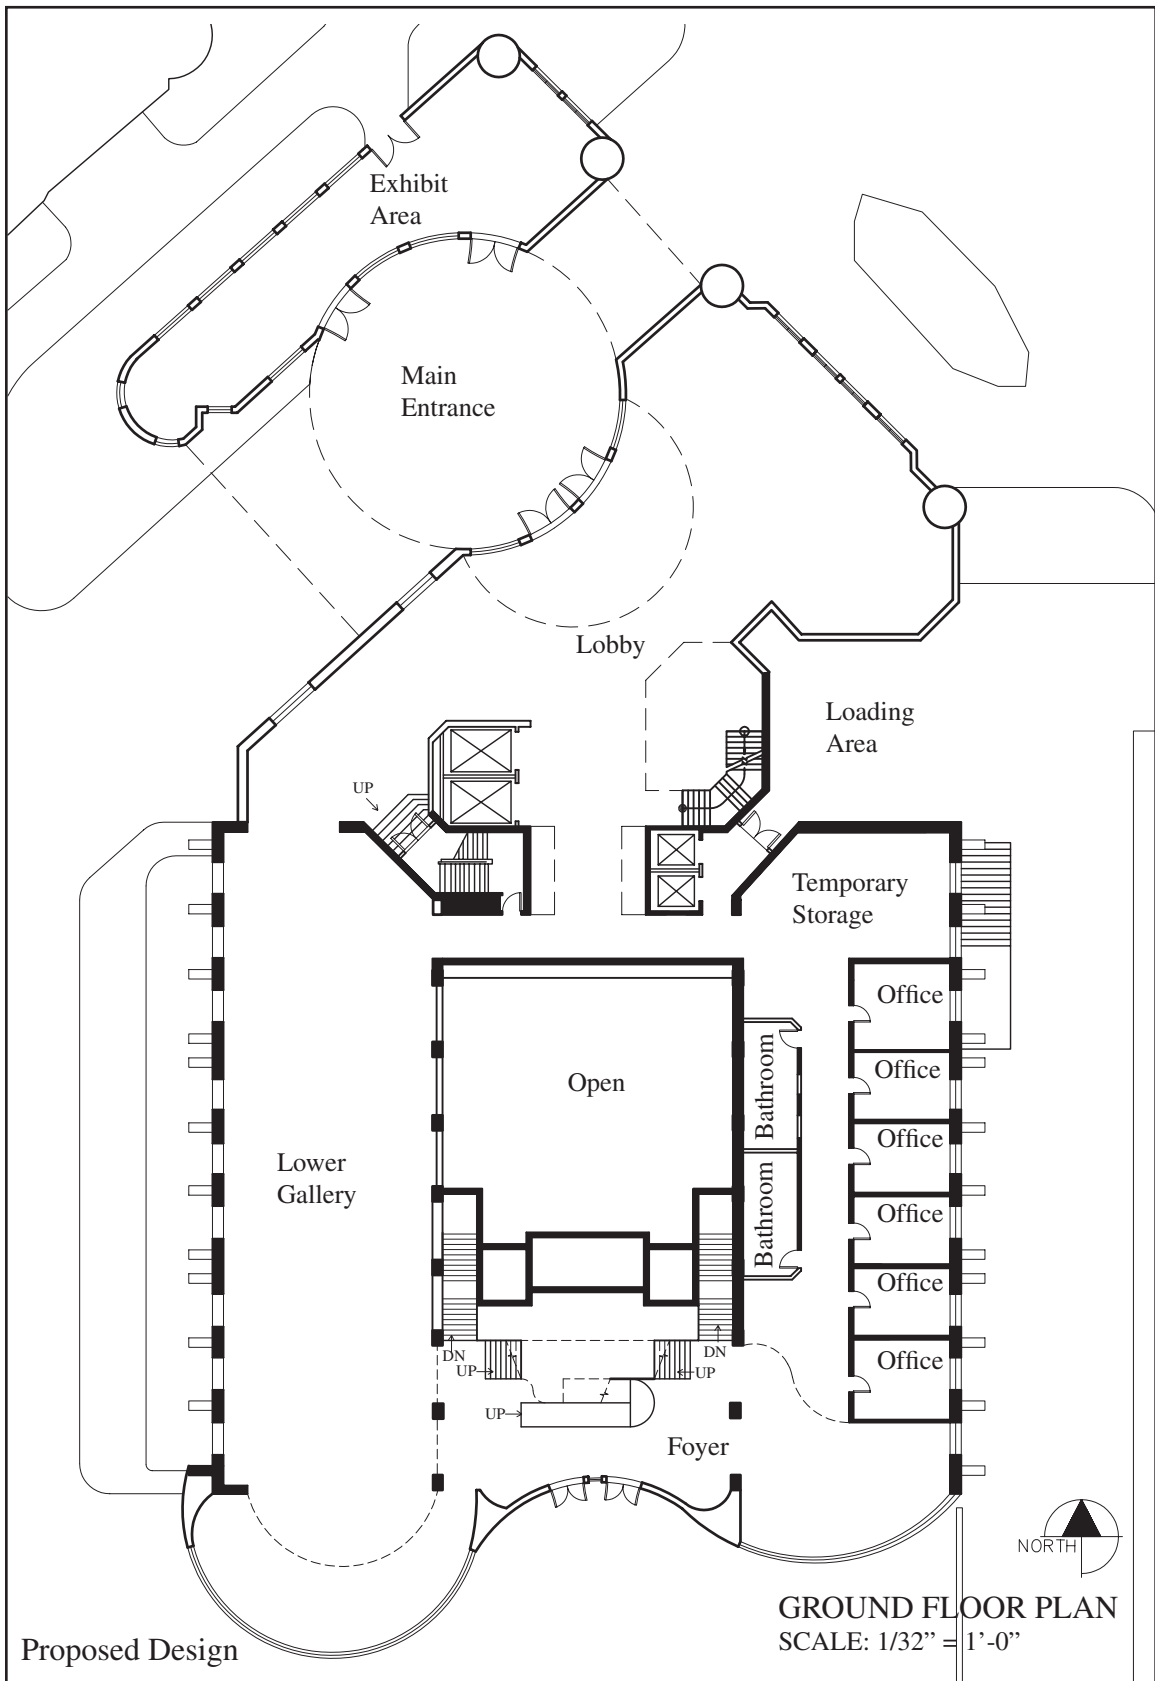 Exhibit
Area
Main
Entrance
Lobby
Loading
Area
UP
Temporary
Storage
Office
Bathroom
Open
Office
Office
Lower
Gallery
Bathroom
Office
Office
DN
DN
UP
UP
Office
UP
Foyer
NORTH
GROUND FLOOR PLAN
SCALE: 1/32” = 1’-0”
Proposed Design